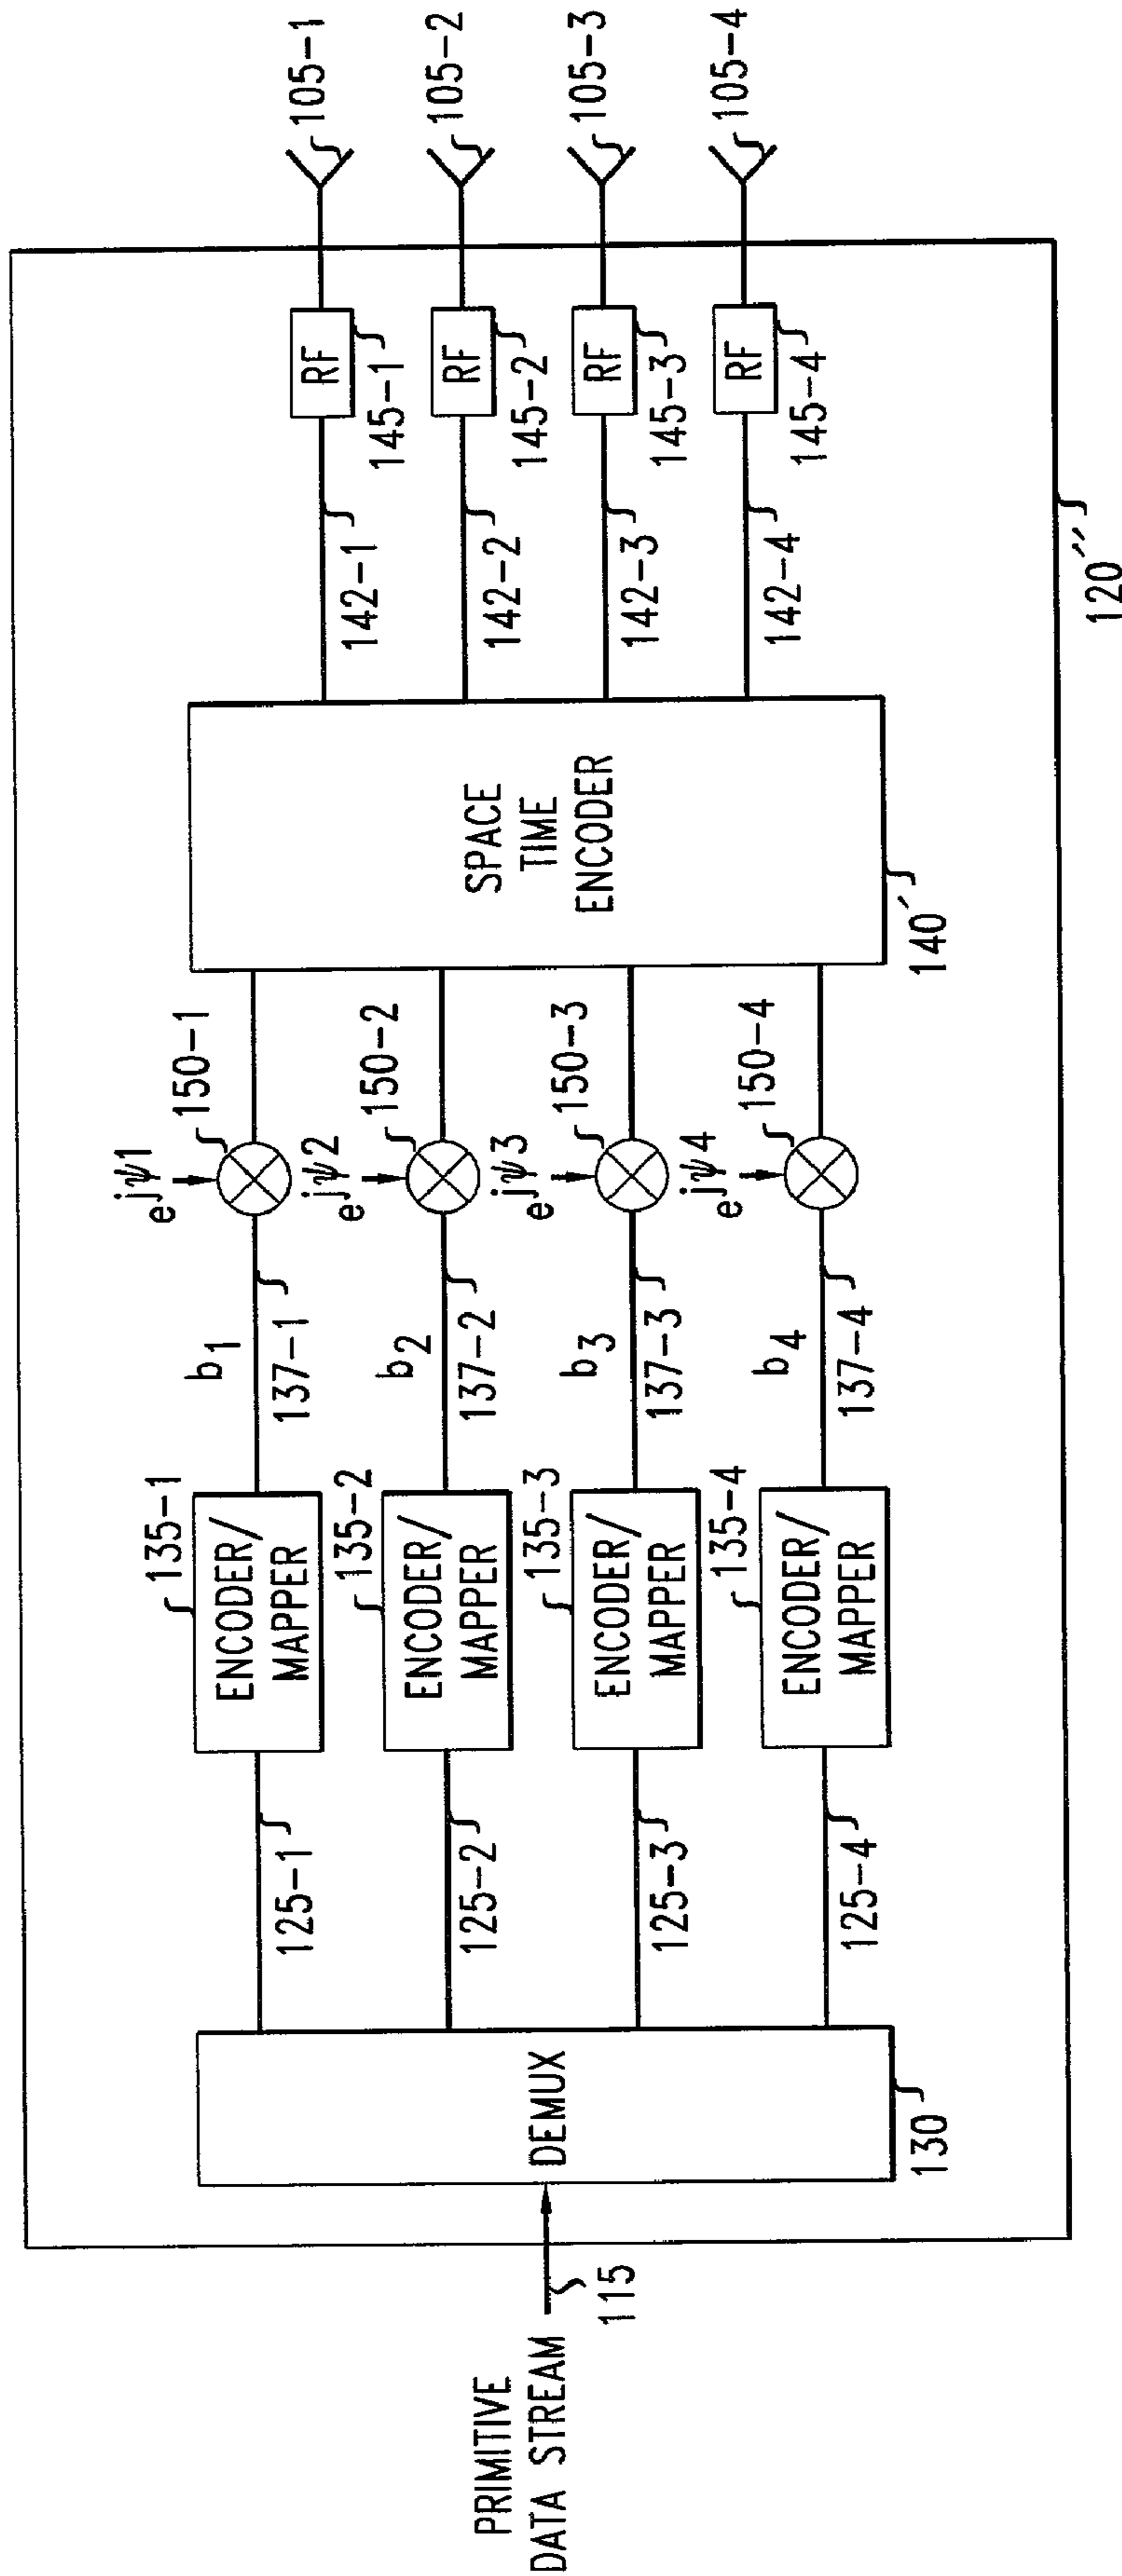 PRIMITIVE
DATA STREAM
115
DEMUX
130
125-1
125-2
125-3
125-4
135-1
ENCODER/
MAPPER
135-2
ENCODER/
MAPPER
135-3
ENCODER/
MAPPER
135-4
ENCODER/
MAPPER
b1
137-1
b2
137-2
b3
137-3
b4
137-4
e^jψ1
150-1
e^jψ2
150-2
e^jψ3
150-3
e^jψ4
150-4
SPACE
TIME
ENCODER
140′
142-1
142-2
142-3
142-4
RF
145-1
RF
145-2
RF
145-3
RF
145-4
105-1
105-2
105-3
105-4
120′′